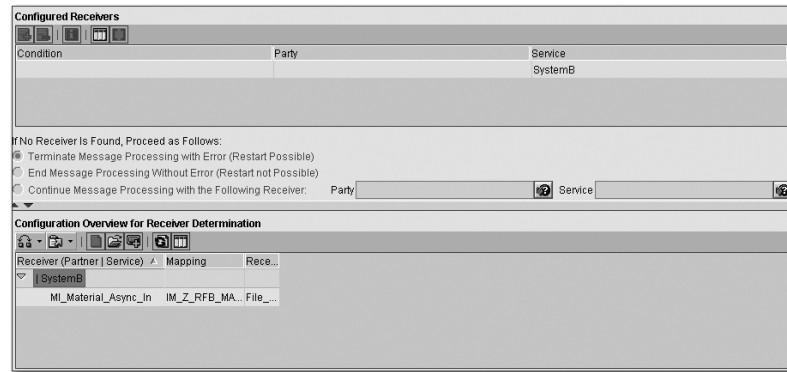 Configured Receivers
Condition Party Service
SystemB
If No Receiver Is Found, Proceed as Follows:
Terminate Message Processing with Error (Restart Possible)
End Message Processing Without Error (Restart not Possible)
Continue Message Processing with the Following Receiver: Party Service
Configuration Overview for Receiver Determination
Receiver (Partner | Service) Mapping Rece...
| SystemB
MI_Material_Async_In IM_Z_RFB_MA... File_...